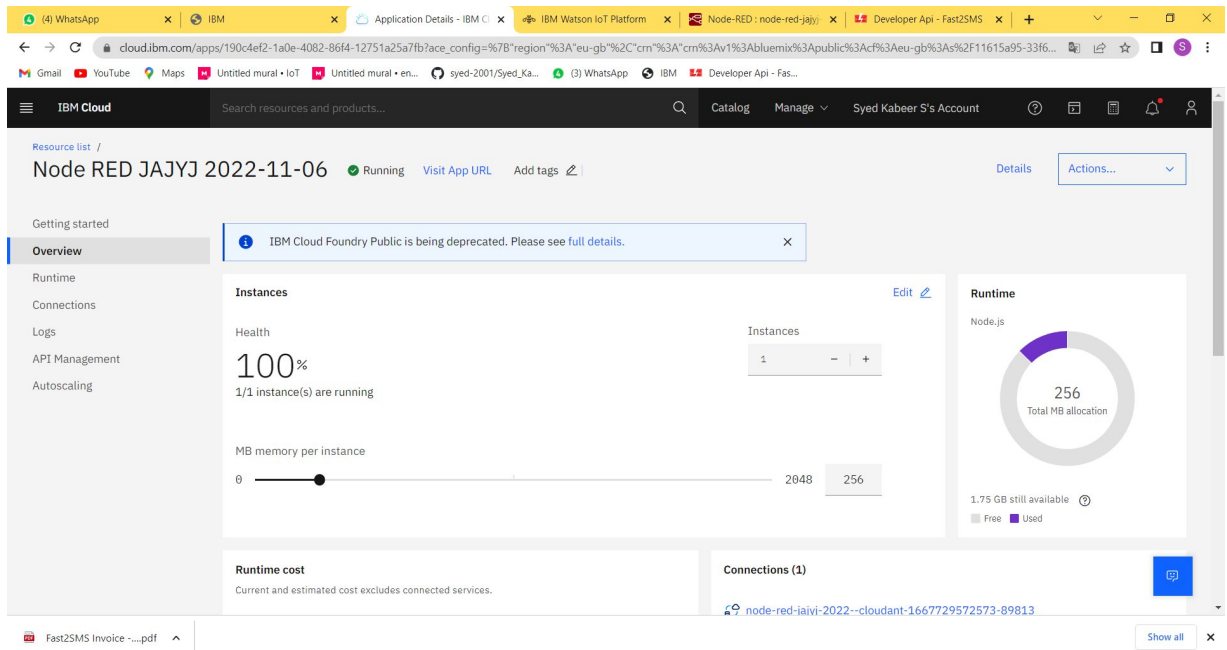 (4) WhatsApp
IBM
Application Details - IBM Cl
IBM Watson IoT Platform
Node-RED : node-red-jajyj-
Developer Api - Fast2SMS
cloud.ibm.com/apps/190c4ef2-1a0e-4082-86f4-12751a25a7fb?ace_config=%7B"region"%3A"eu-gb"%2C"crn"%3A"crn%3Av1%3Abluemix%3Apublic%3Acf%3Aeu-gb%3As%2F11615a95-33f6...
S
Gmail
YouTube
Maps
Untitled mural • IoT
Untitled mural • en...
syed-2001/Syed_Ka...
(3) WhatsApp
IBM
Developer Api - Fas...
IBM Cloud
Search resources and products...
Catalog
Manage
Syed Kabeer S's Account
Resource list /
Node RED JAJYJ 2022-11-06
Running
Visit App URL
Add tags
Details
Actions...
Getting started
Overview
Runtime
Connections
Logs
API Management
Autoscaling
IBM Cloud Foundry Public is being deprecated. Please see full details.
Instances
Edit
Health
100%
1/1 instance(s) are running
Instances
1 - +
MB memory per instance
0
2048
256
Runtime
Node.js
256
Total MB allocation
1.75 GB still available
Free Used
Runtime cost
Current and estimated cost excludes connected services.
Connections (1)
node-red-jajyj-2022--cloudant-1667729572573-89813
Fast2SMS Invoice -....pdf
Show all